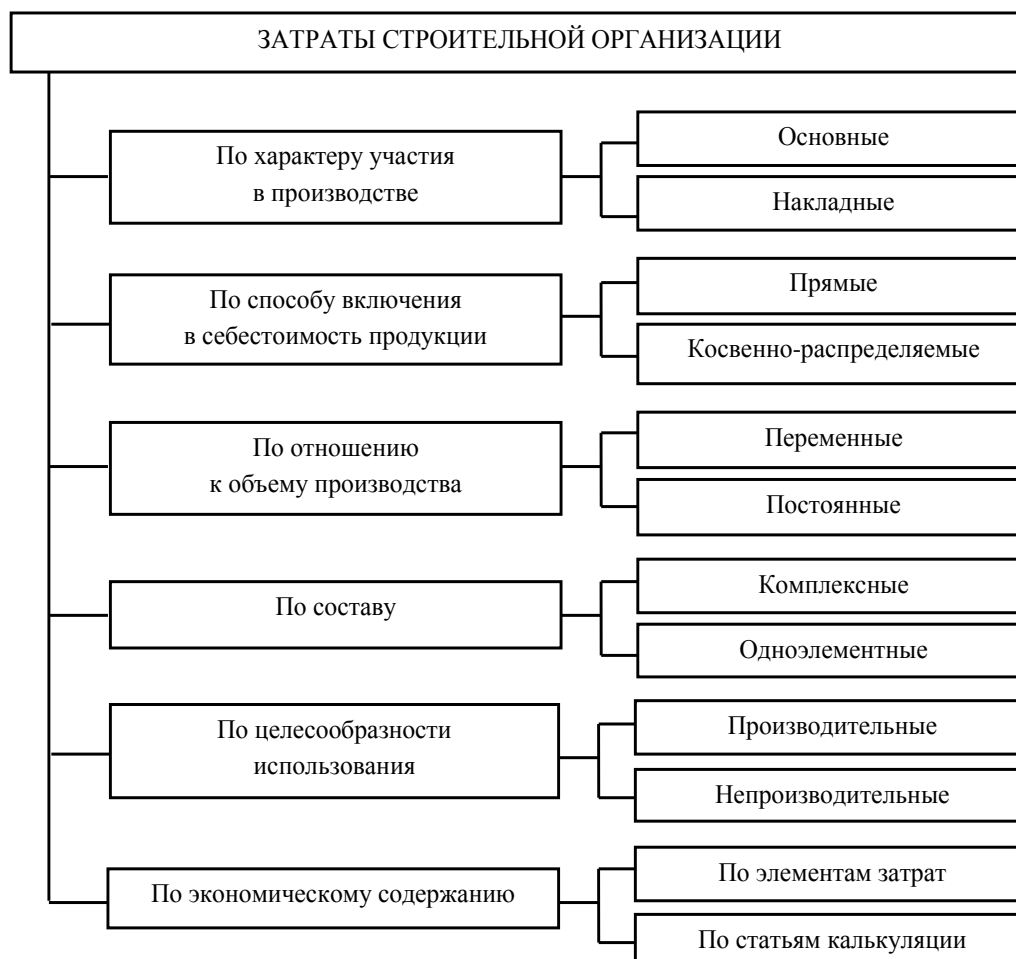 ЗАТРАТЫ СТРОИТЕЛЬНОЙ ОРГАНИЗАЦИИ
По характеру участия
в производстве
Основные
Накладные
По способу включения
в себестоимость продукции
Прямые
Косвенно-распределяемые
По отношению
к объему производства
Переменные
Постоянные
По составу
Комплексные
Одноэлементные
По целесообразности
использования
Производительные
Непроизводительные
По экономическому содержанию
По элементам затрат
По статьям калькуляции